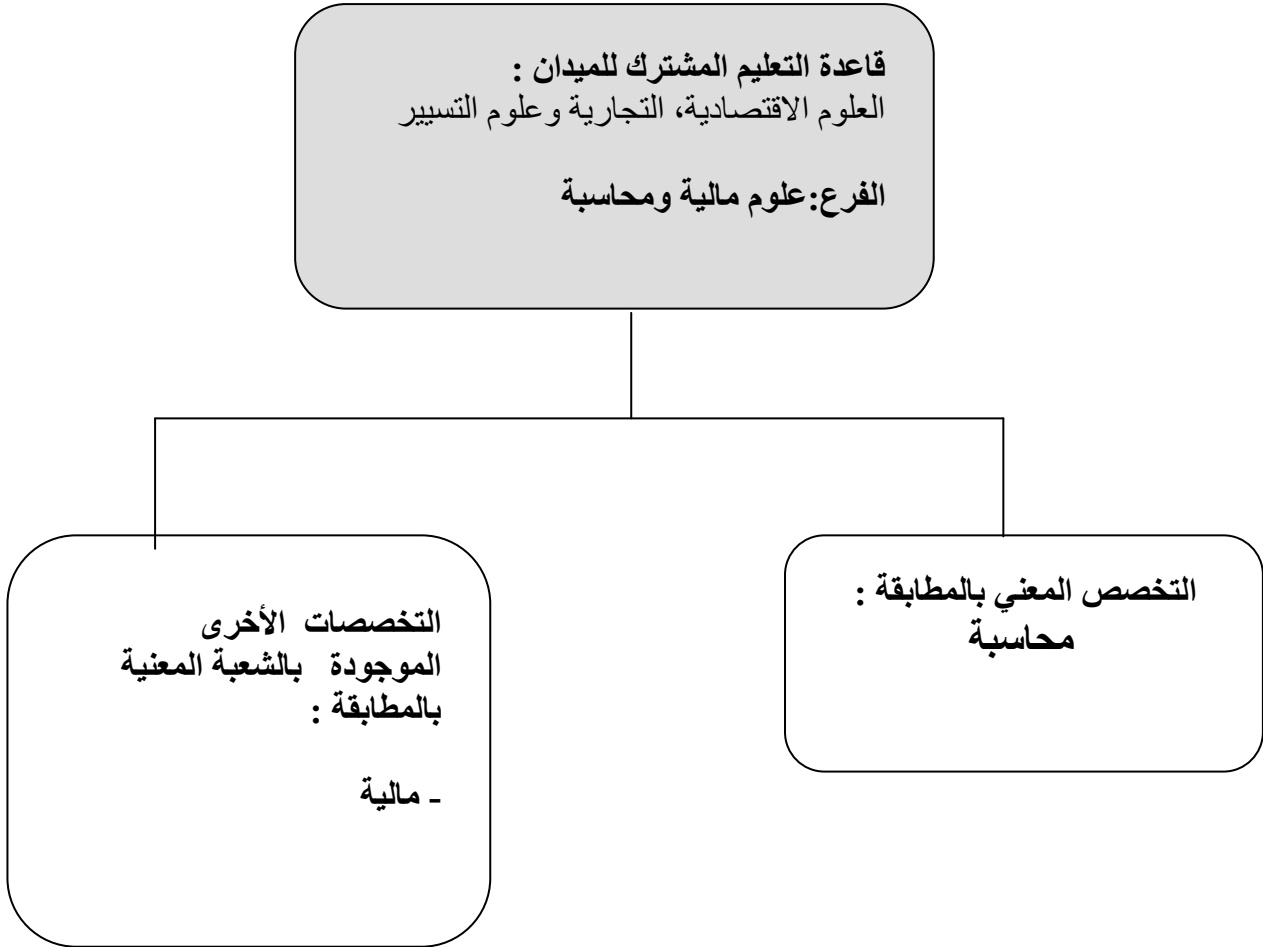 قاعدة التعليم المشترك للميدان :
العلوم الاقتصادية، التجارية وعلوم التسيير
الفرع:علوم مالية ومحاسبة
التخصص المعني بالمطابقة :
محاسبة
التخصصات الأخرى
الموجودة بالشعبة المعنية
بالمطابقة :
- مالية